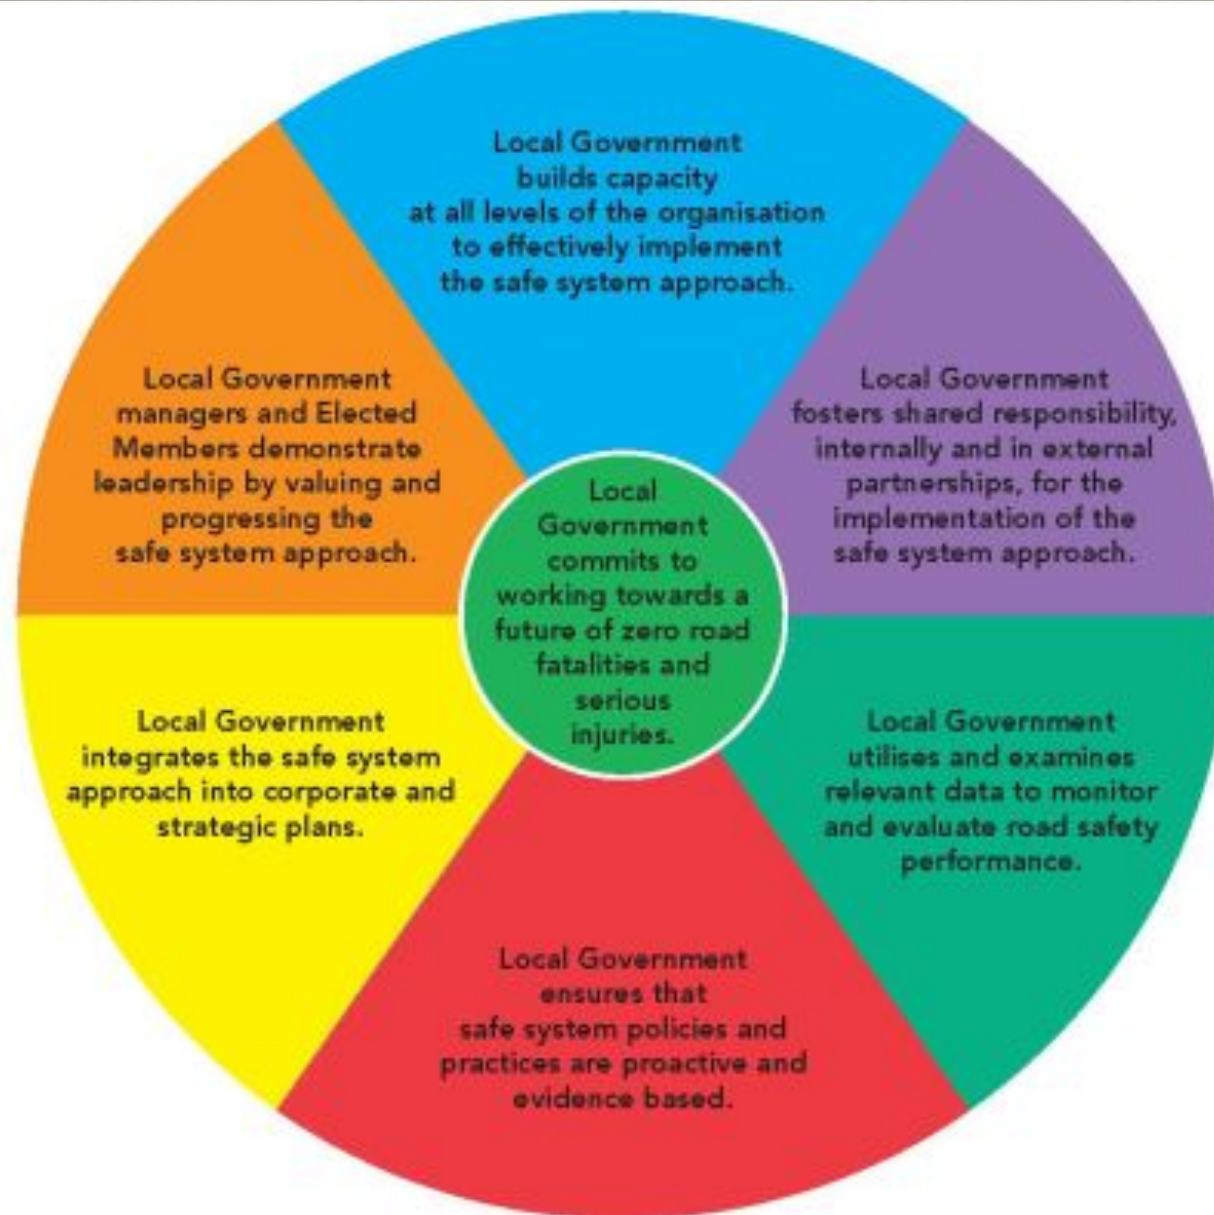 Local Government
builds capacity
at all levels of the organisation
to effectively implement
the safe system approach.
Local Government
fosters shared responsibility,
internally and in external
partnerships, for the
implementation of the
safe system approach.
Local Government
utilises and examines
relevant data to monitor
and evaluate road safety
performance.
Local Government
ensures that
safe system policies and
practices are proactive and
evidence based.
Local Government
integrates the safe system
approach into corporate and
strategic plans.
Local Government
managers and Elected
Members demonstrate
leadership by valuing and
progressing the
safe system approach.
Local
Government
commits to
working towards a
future of zero road
fatalities and
serious
injuries.